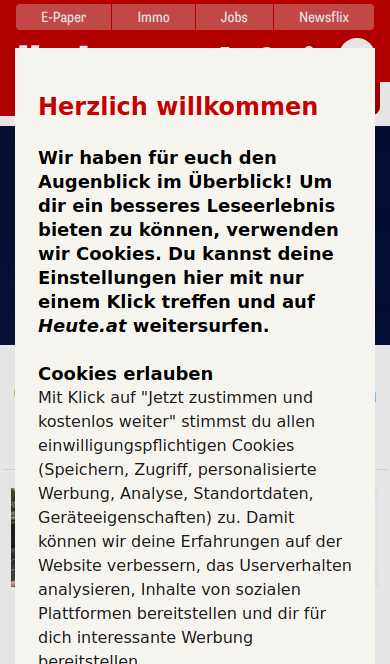 E-Paper
Immo
Jobs
Newsflix
Herzlich willkommen
Wir haben für euch den
Augenblick im Überblick! Um
dir ein besseres Leseerlebnis
bieten zu können, verwenden
wir Cookies. Du kannst deine
Einstellungen hier mit nur
einem Klick treffen und auf
Heute.at weitersurfen.
Cookies erlauben
Mit Klick auf "Jetzt zustimmen und
kostenlos weiter" stimmst du allen
einwilligungspflichtigen Cookies
(Speichern, Zugriff, personalisierte
Werbung, Analyse, Standortdaten,
Geräteeigenschaften) zu. Damit
können wir deine Erfahrungen auf der
Website verbessern, das Userverhalten
analysieren, Inhalte von sozialen
Plattformen bereitstellen und dir für
dich interessante Werbung
bereitstellen